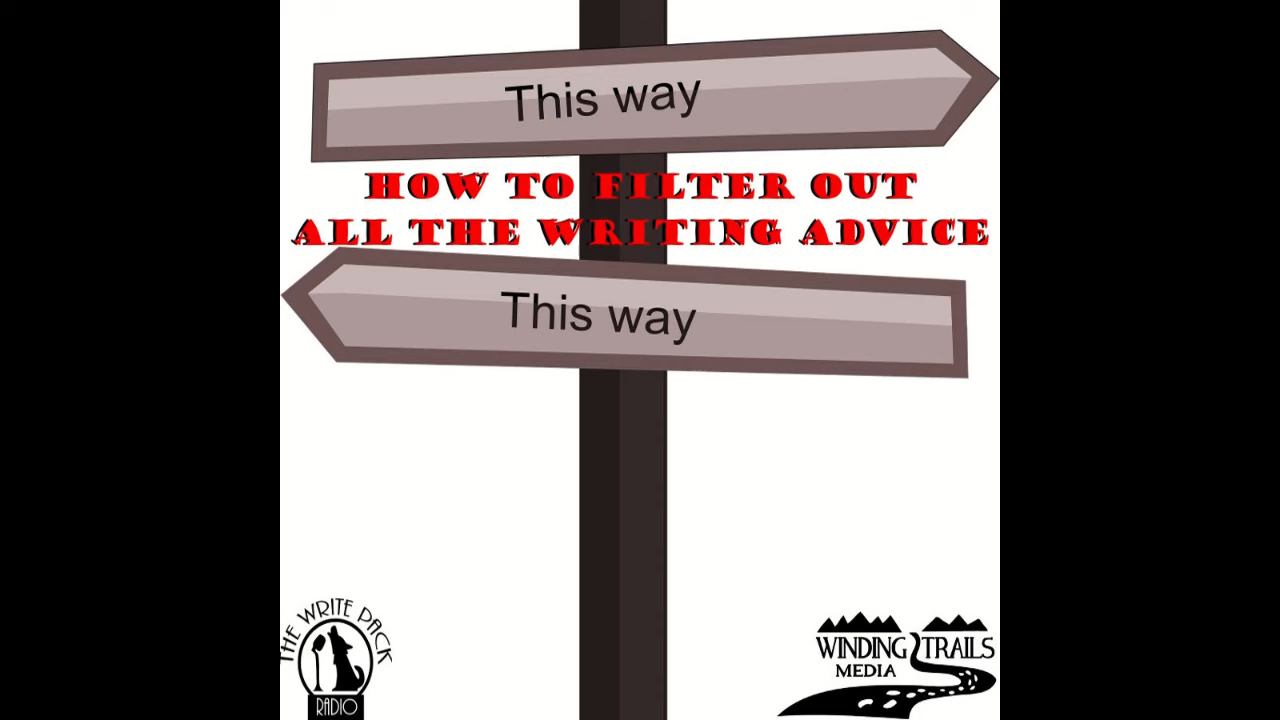 This way
HOW TO FILTER OUT
ALL THE WRITING ADVICE
This way
THE WRITE PACK
RADIO
WINDING TRAILS
MEDIA